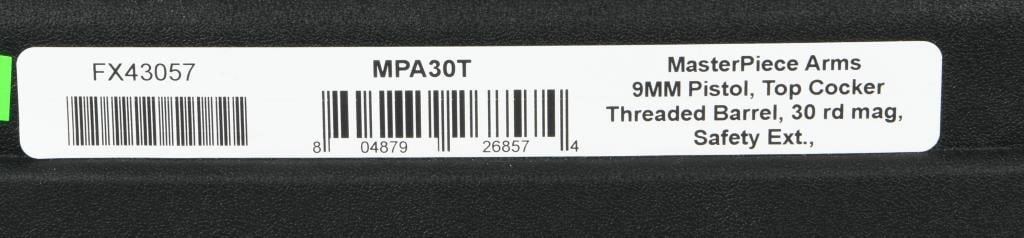 FX43057
MPA30T
8 04879 26857 4
MasterPiece Arms
9MM Pistol, Top Cocker
Threaded Barrel, 30 rd mag,
Safety Ext.,